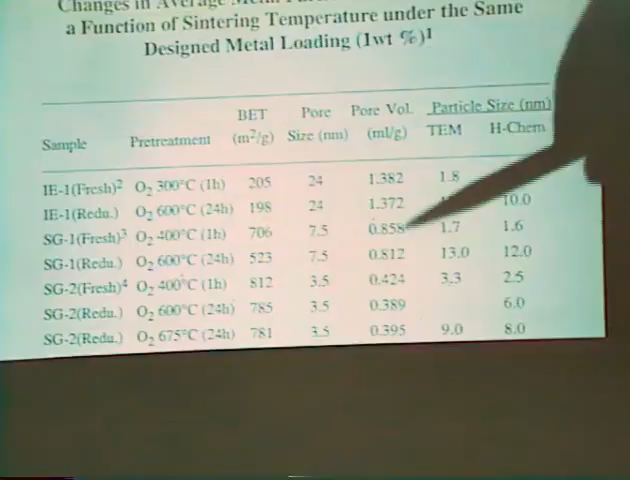 Changes in Average
a Function of Sintering Temperature under the Same
Designed Metal Loading (1wt %)¹
BET Pore Pore Vol. Particle Size (nm)
Sample Pretreatment (m²/g) Size (nm) (ml/g) TEM H-Chem
IE-1(Fresh)² O₂ 300°C (1h) 205 24 1.382 1.8
IE-1(Redu.) O₂ 600°C (24h) 198 24 1.372 10.0
SG-1(Fresh)³ O₂ 400°C (1h) 706 7.5 0.858 1.7 1.6
SG-1(Redu.) O₂ 600°C (24h) 523 7.5 0.812 13.0 12.0
SG-2(Fresh)⁴ O₂ 400°C (1h) 812 3.5 0.424 3.3 2.5
SG-2(Redu.) O₂ 600°C (24h) 785 3.5 0.389 6.0
SG-2(Redu.) O₂ 675°C (24h) 781 3.5 0.395 9.0 8.0